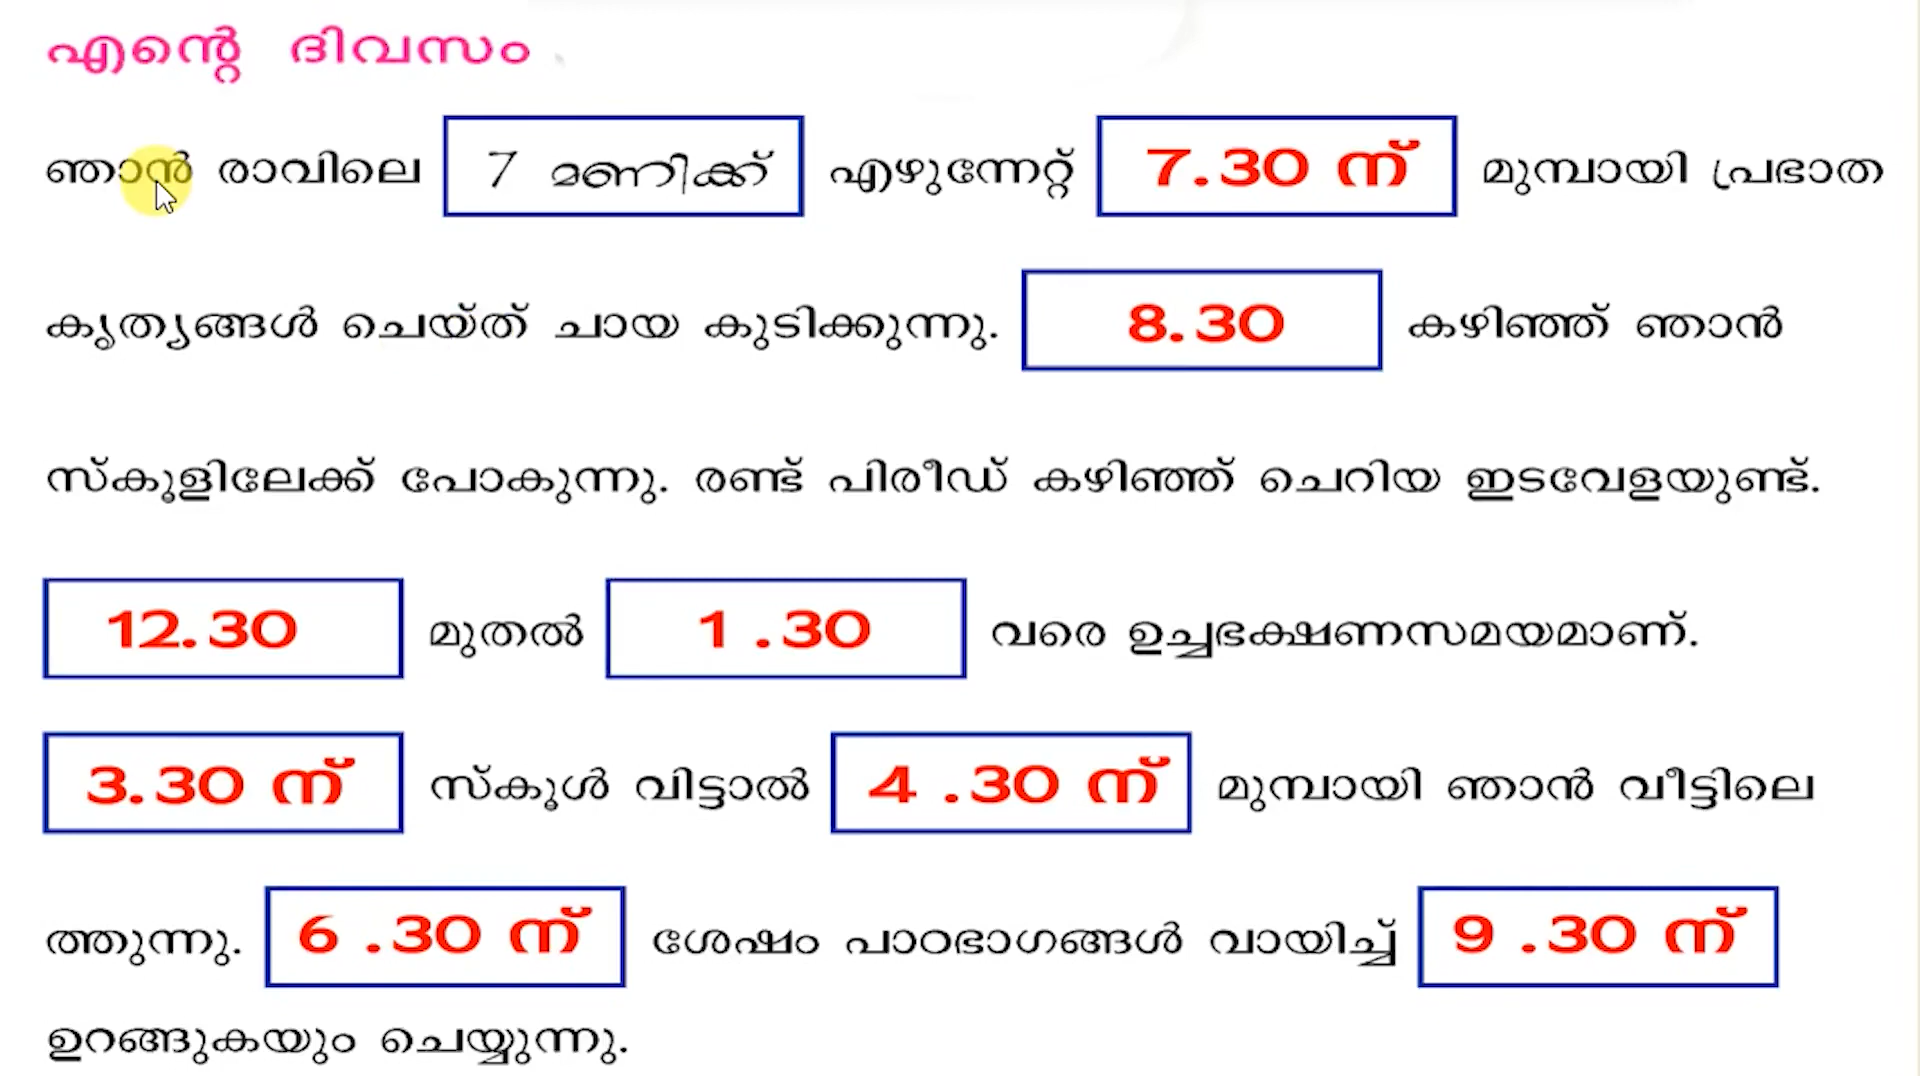 എന്റെ ദിവസം
ഞാൻ രാവിലെ 7 മണിക്ക് എഴുന്നേറ്റ് 7.30 ന് മുമ്പായി പ്രഭാത
കൃത്യങ്ങൾ ചെയ്ത് ചായ കുടിക്കുന്നു. 8.30 കഴിഞ്ഞ് ഞാൻ
സ്കൂളിലേക്ക് പോകുന്നു. രണ്ട് പിരീഡ് കഴിഞ്ഞ് ചെറിയ ഇടവേളയുണ്ട്.
12.30 മുതൽ 1 .30 വരെ ഉച്ചഭക്ഷണസമയമാണ്.
3.30 ന് സ്കൂൾ വിട്ടാൽ 4 .30 ന് മുമ്പായി ഞാൻ വീട്ടിലെ
ത്തുന്നു. 6 .30 ന് ശേഷം പാഠഭാഗങ്ങൾ വായിച്ച് 9 .30 ന്
ഉറങ്ങുകയും ചെയ്യുന്നു.